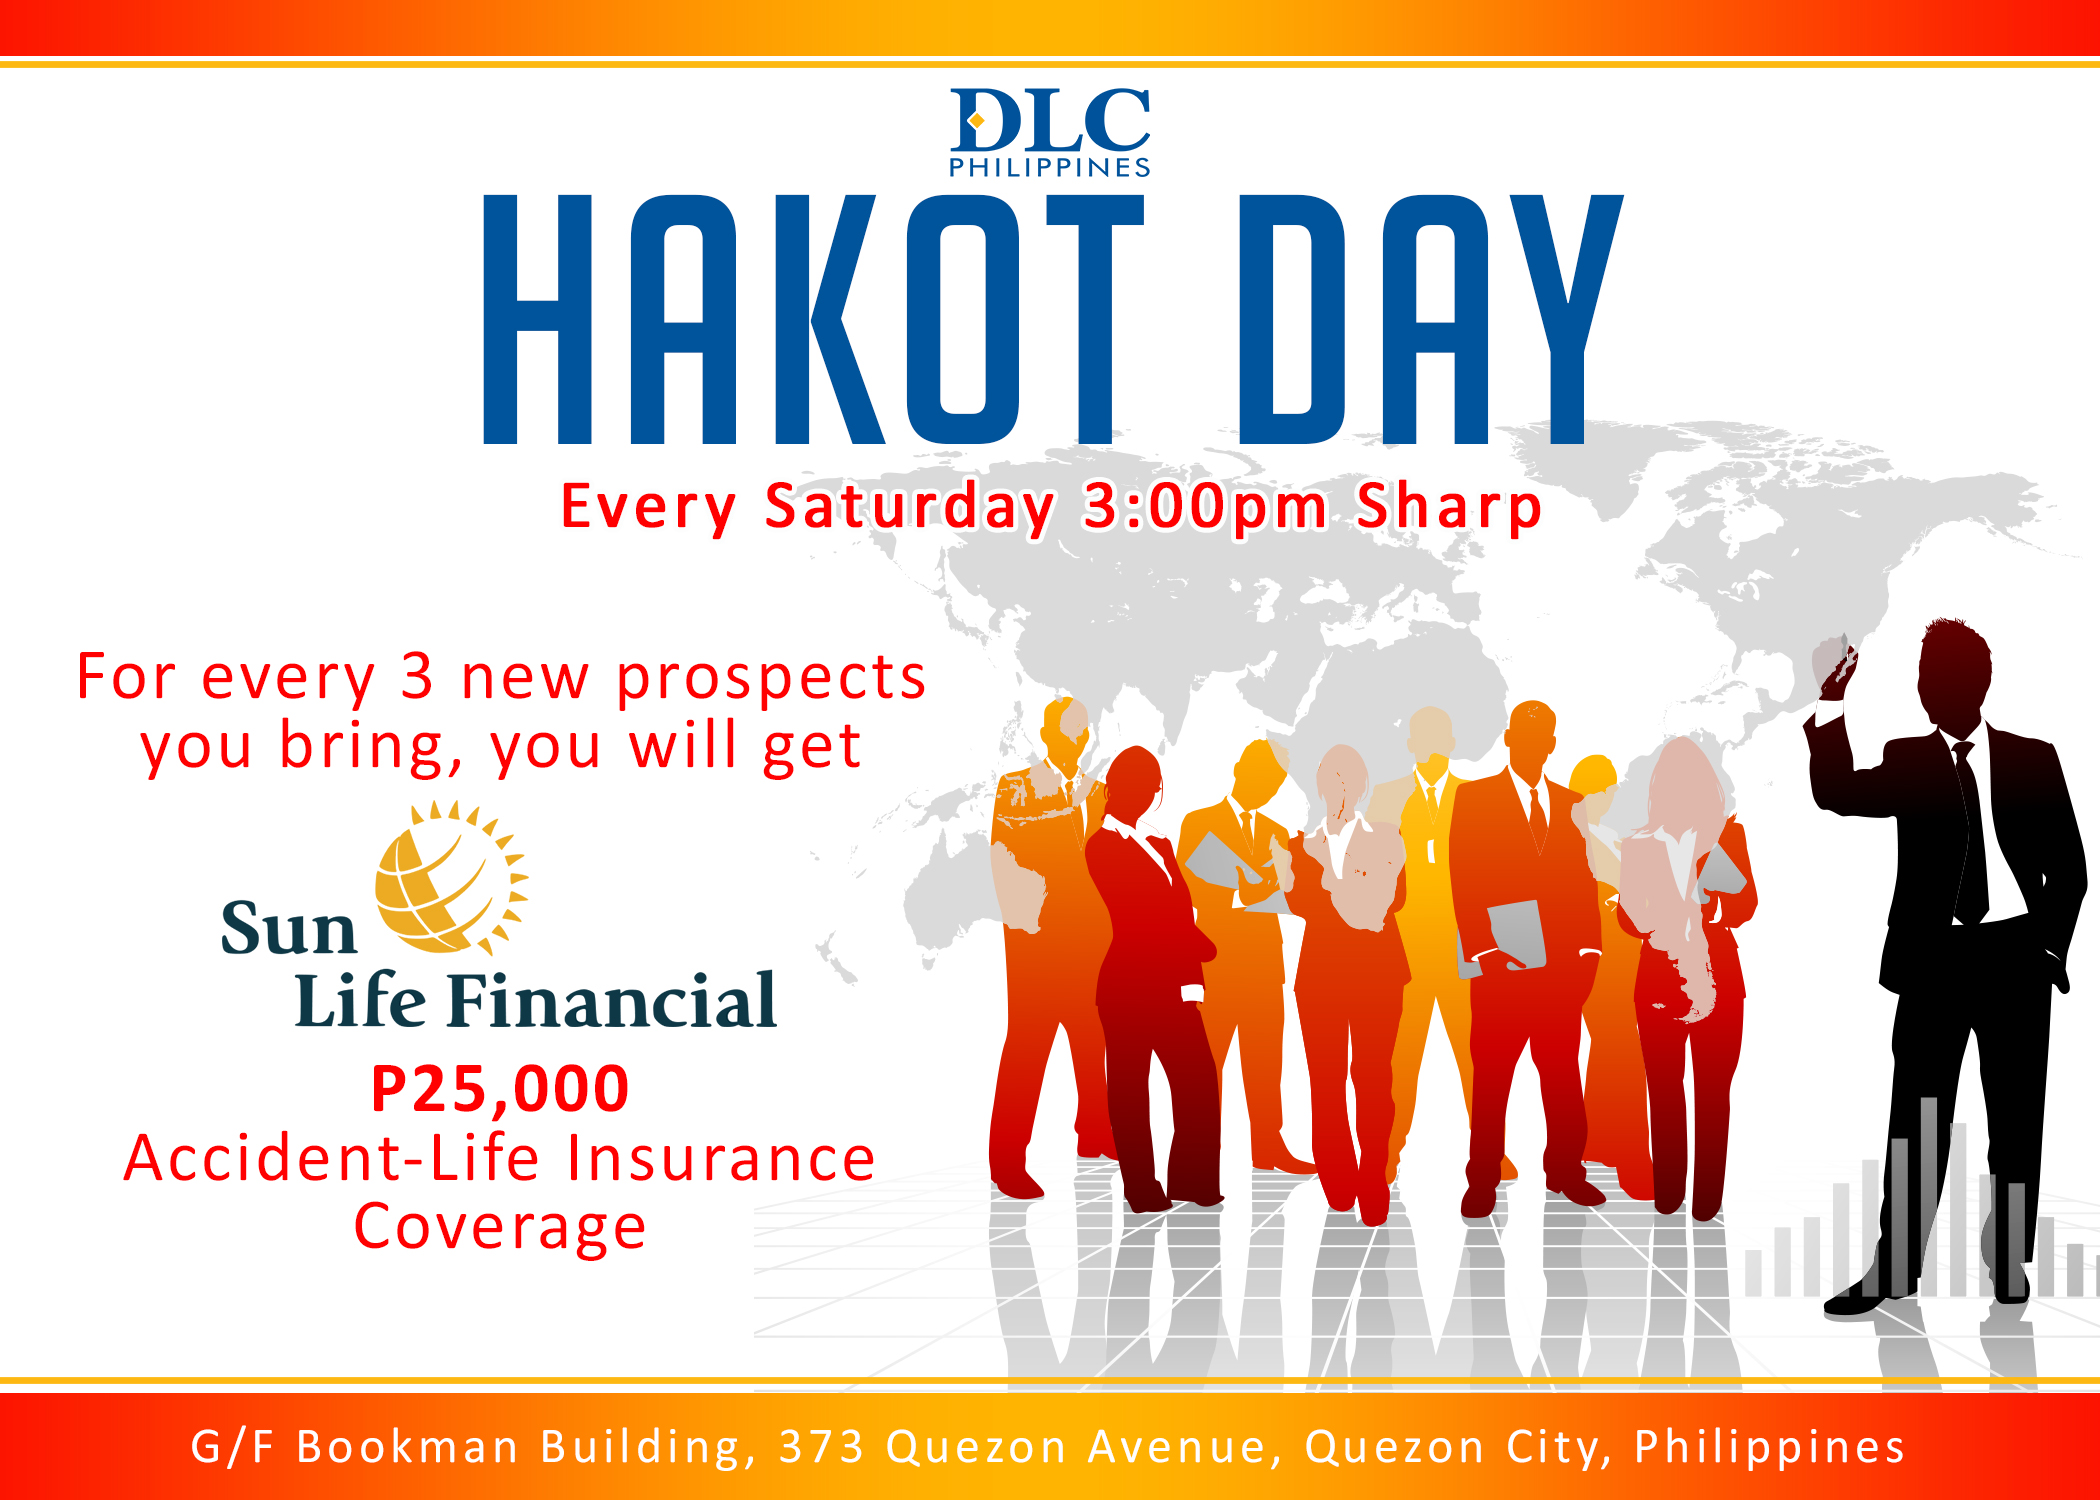 DLC
PHILIPPINES
HAKOT DAY
Every Saturday 3:00pm Sharp
For every 3 new prospects
you bring, you will get
Sun
Life Financial
P25,000
Accident-Life Insurance
Coverage
G/F Bookman Building, 373 Quezon Avenue, Quezon City, Philippines